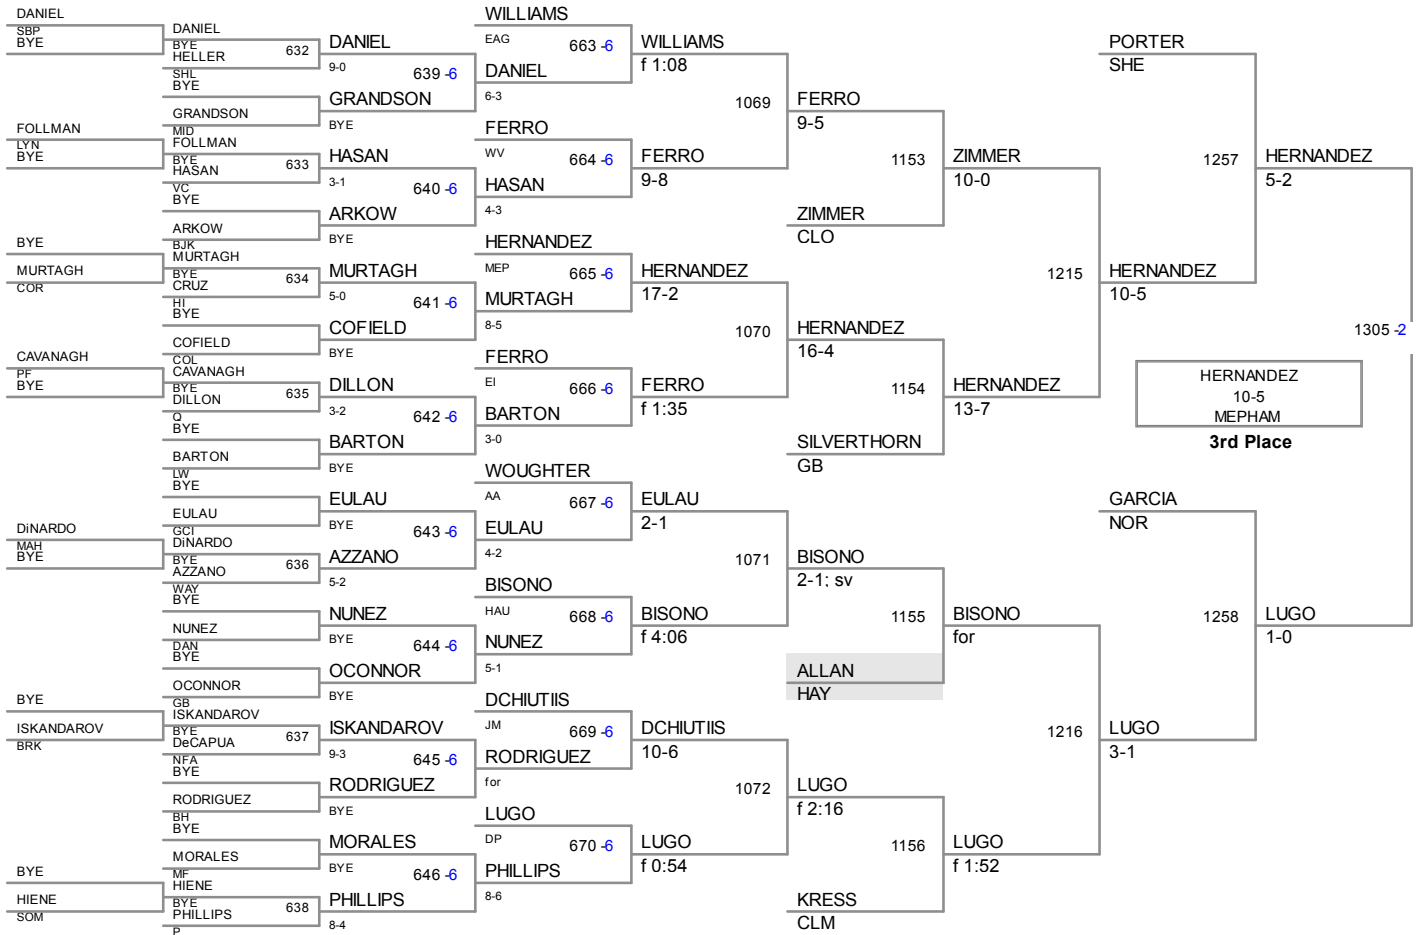 DANIEL
SBP
BYE
FOLLMAN
LYN
BYE
BYE
MURTAGH
COR
CAVANAGH
PF
BYE
DiNARDO
MAH
BYE
BYE
ISKANDAROV
BRK
BYE
HIENE
SOM
DANIEL
BYE
HELLER
632
SHL
BYE
GRANDSON
MID
FOLLMAN
BYE
HASAN
633
VC
BYE
ARKOW
BJK
MURTAGH
BYE
CRUZ
634
HI
BYE
COFIELD
COL
CAVANAGH
BYE
DILLON
635
Q
BYE
BARTON
LW
BYE
EULAU
GCI
DiNARDO
BYE
AZZANO
636
WAY
BYE
NUNEZ
DAN
BYE
OCONNOR
GB
ISKANDAROV
BYE
DeCAPUA
637
NFA
BYE
RODRIGUEZ
BH
BYE
MORALES
MF
HIENE
BYE
PHILLIPS
638
P
DANIEL
9-0
639 -6
GRANDSON
BYE
HASAN
3-1
640 -6
ARKOW
BYE
MURTAGH
5-0
641 -6
COFIELD
BYE
DILLON
3-2
642 -6
BARTON
BYE
EULAU
BYE
643 -6
AZZANO
5-2
NUNEZ
BYE
644 -6
OCONNOR
BYE
ISKANDAROV
9-3
645 -6
RODRIGUEZ
BYE
MORALES
BYE
646 -6
PHILLIPS
8-4
WILLIAMS
EAG
663 -6
DANIEL
6-3
FERRO
WV
664 -6
HASAN
4-3
HERNANDEZ
MEP
665 -6
MURTAGH
8-5
FERRO
EI
666 -6
BARTON
3-0
WOUGHTER
AA
667 -6
EULAU
4-2
BISONO
HAU
668 -6
NUNEZ
5-1
DCHIUTIIS
JM
669 -6
RODRIGUEZ
for
LUGO
DP
670 -6
PHILLIPS
8-6
WILLIAMS
f 1:08
1069
FERRO
9-8
HERNANDEZ
17-2
1070
FERRO
f 1:35
EULAU
2-1
1071
BISONO
f 4:06
DCHIUTIIS
10-6
1072
LUGO
f 0:54
FERRO
9-5
1153
ZIMMER
CLO
HERNANDEZ
16-4
1154
SILVERTHORN
GB
BISONO
2-1; sv
1155
ALLAN
HAY
LUGO
f 2:16
1156
KRESS
CLM
ZIMMER
10-0
1215
HERNANDEZ
13-7
BISONO
for
1216
LUGO
f 1:52
PORTER
SHE
1257
HERNANDEZ
10-5
GARCIA
NOR
1258
LUGO
3-1
HERNANDEZ
5-2
1305 -2
LUGO
1-0
HERNANDEZ
10-5
MEPHAM
3rd Place